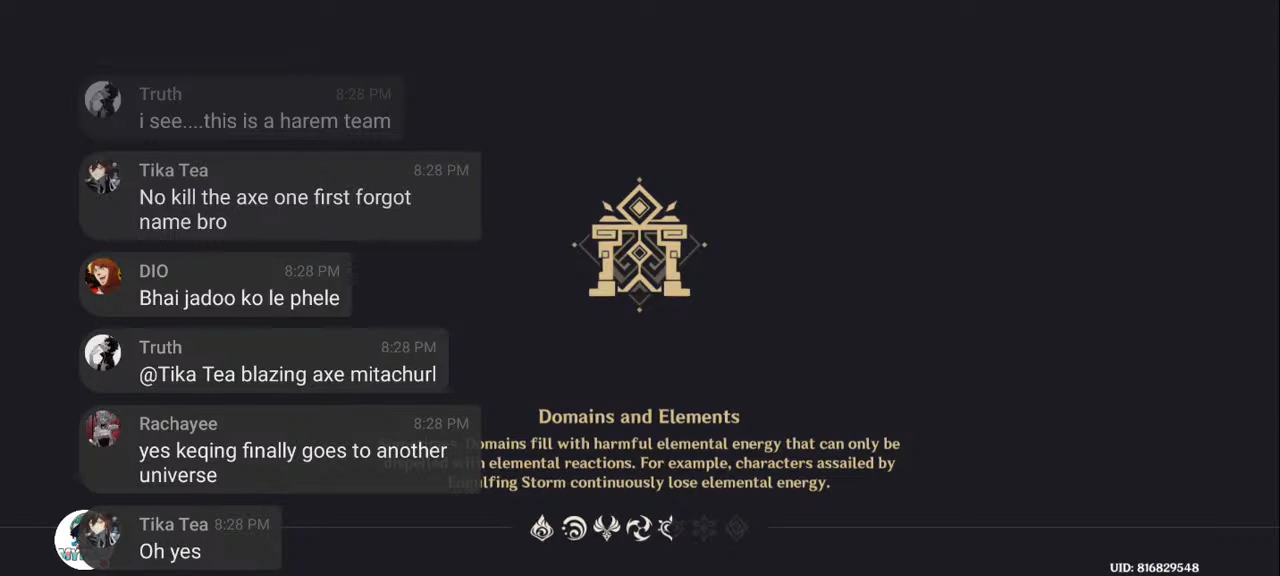 Truth 8:28 PM
i see....this is a harem team
Tika Tea 8:28 PM
No kill the axe one first forgot
name bro
DIO 8:28 PM
Bhai jadoo ko le phele
Truth 8:28 PM
@Tika Tea blazing axe mitachurl
Rachayee 8:28 PM
yes keqing finally goes to another
universe
Tika Tea 8:28 PM
Oh yes
Domains and Elements
Domains fill with harmful elemental energy that can only be
dispelled with elemental reactions. For example, characters assailed by
Engulfing Storm continuously lose elemental energy.
UID: 816829548